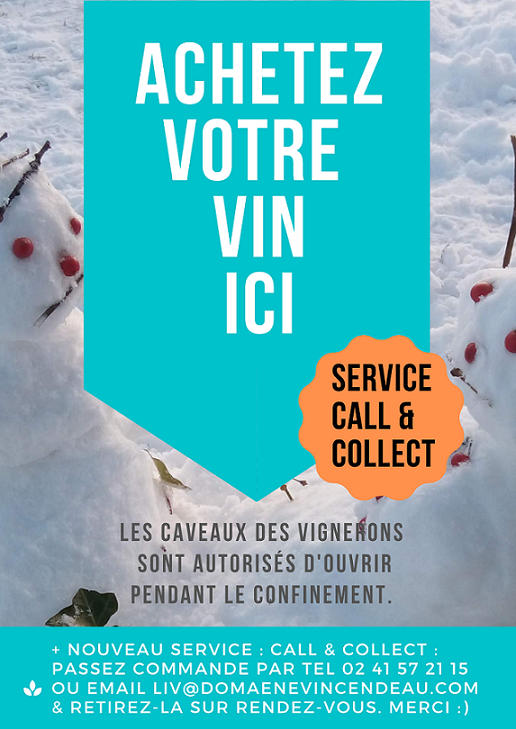 ACHETEZ
VOTRE
VIN
ICI
SERVICE
CALL &
COLLECT
LES CAVEAUX DES VIGNERONS
SONT AUTORISÉS D'OUVRIR
PENDANT LE CONFINEMENT.
+ NOUVEAU SERVICE : CALL & COLLECT :
PASSEZ COMMANDE PAR TEL 02 41 57 21 15
OU EMAIL LIV@DOMAENEVINCENDEAU.COM
& RETIREZ-LA SUR RENDEZ-VOUS. MERCI :)